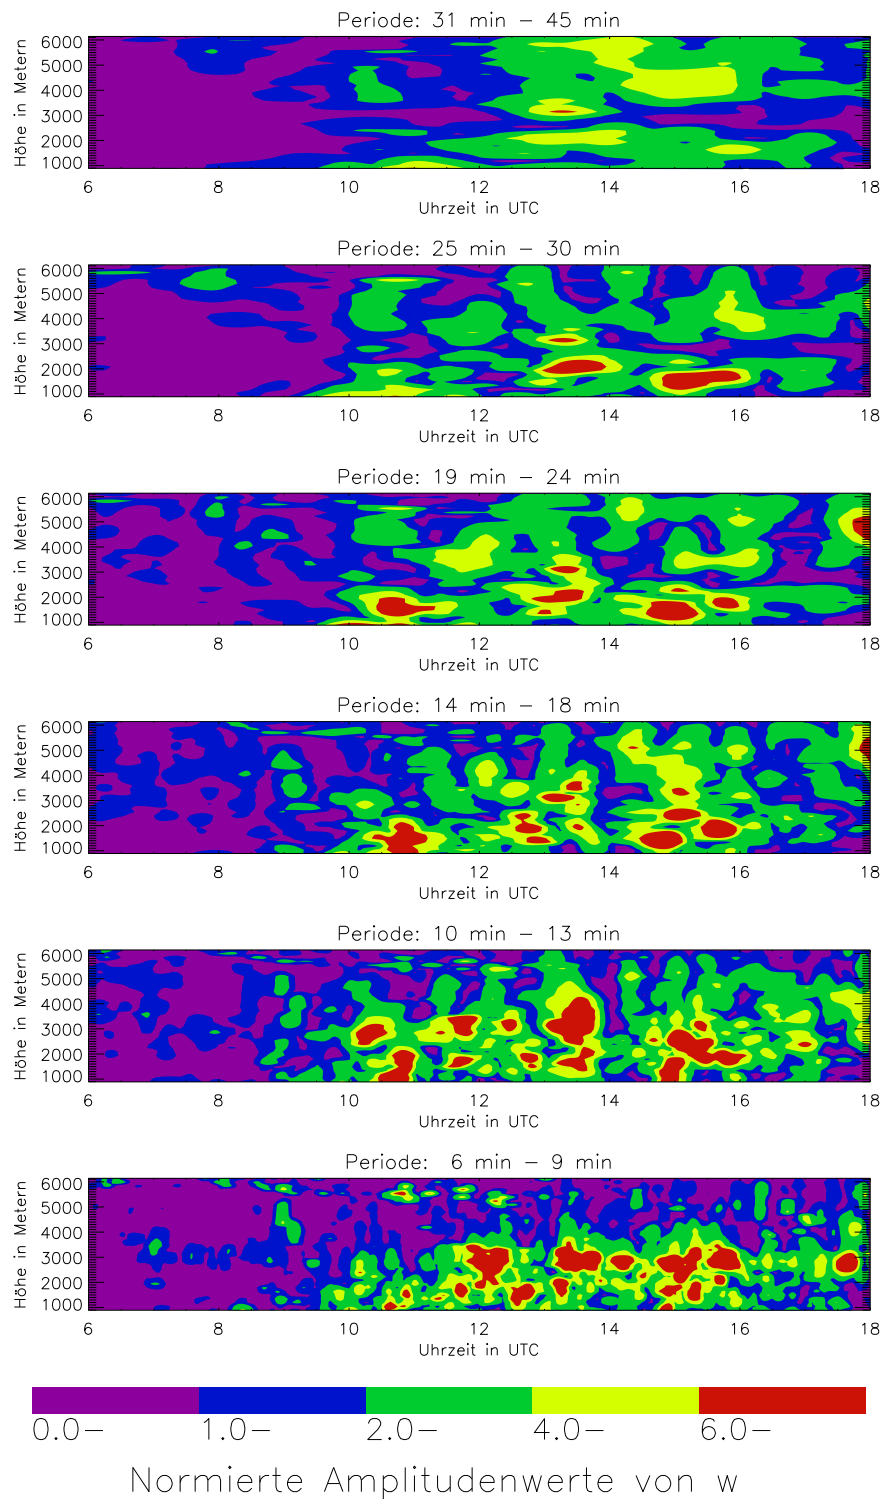 Periode: 31 min – 45 min
Höhe in Metern
6000
5000
4000
3000
2000
1000
6 8 10 12 14 16 18
Uhrzeit in UTC
Periode: 25 min – 30 min
Höhe in Metern
6000
5000
4000
3000
2000
1000
6 8 10 12 14 16 18
Uhrzeit in UTC
Periode: 19 min – 24 min
Höhe in Metern
6000
5000
4000
3000
2000
1000
6 8 10 12 14 16 18
Uhrzeit in UTC
Periode: 14 min – 18 min
Höhe in Metern
6000
5000
4000
3000
2000
1000
6 8 10 12 14 16 18
Uhrzeit in UTC
Periode: 10 min – 13 min
Höhe in Metern
6000
5000
4000
3000
2000
1000
6 8 10 12 14 16 18
Uhrzeit in UTC
Periode: 6 min – 9 min
Höhe in Metern
6000
5000
4000
3000
2000
1000
6 8 10 12 14 16 18
Uhrzeit in UTC
0.0– 1.0– 2.0– 4.0– 6.0–
Normierte Amplitudenwerte von w